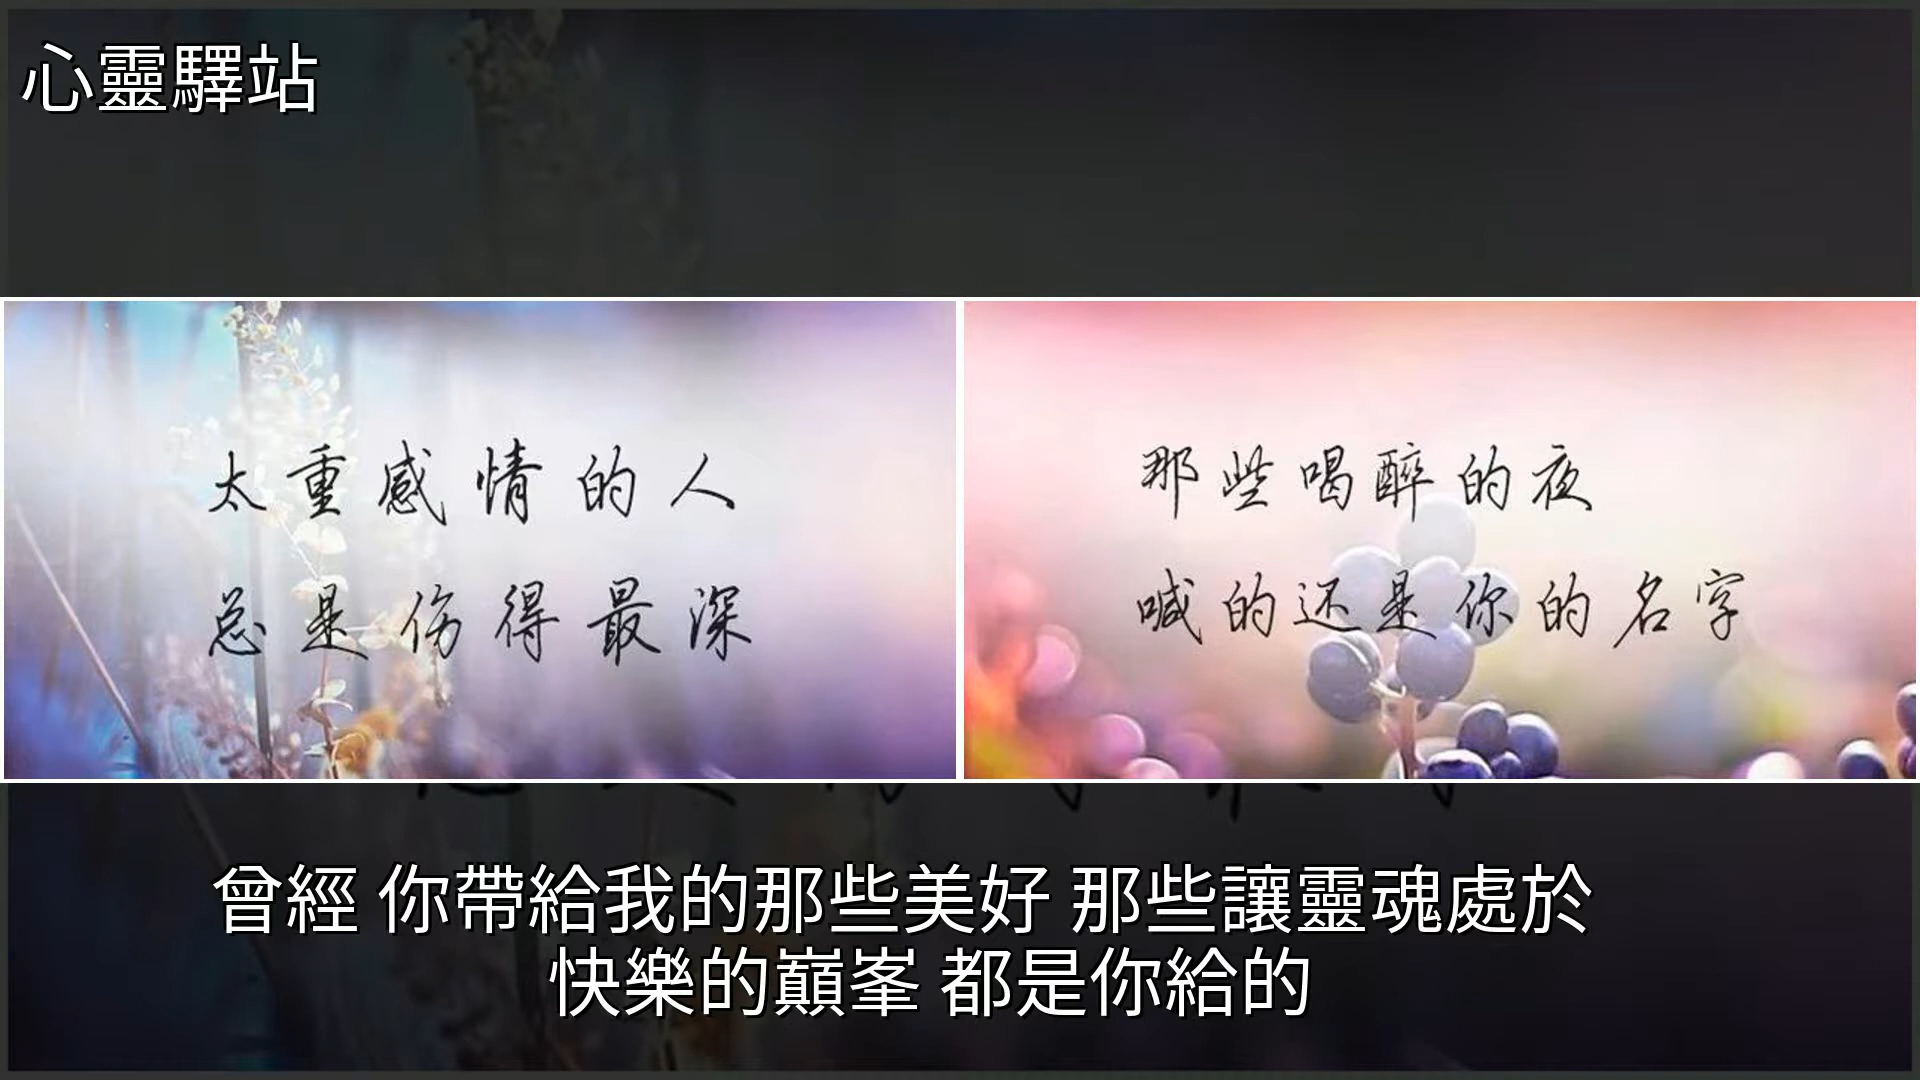 心靈驛站
太重感情的人
总是伤得最深
那些喝醉的夜
喊的还是你的名字
曾經 你帶給我的那些美好 那些讓靈魂處於
快樂的巔峯 都是你給的